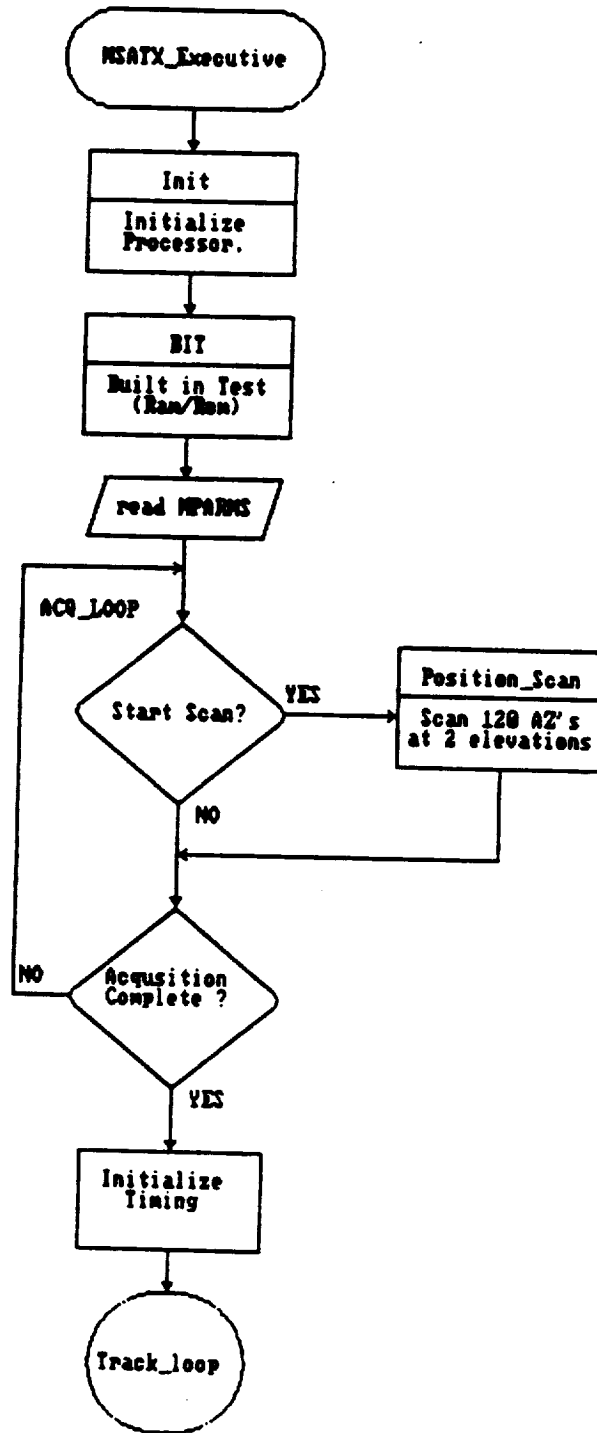 MSATX_Executive
Init
Initialize
Processor.
BIT
Built in Test
(Ram/Rom)
read MPARMS
ACQ_LOOP
Start Scan?
YES
Position_Scan
Scan 120 AZ's
at 2 elevations
NO
Acqusition
Complete ?
NO
YES
Initialize
Timing
Track_loop